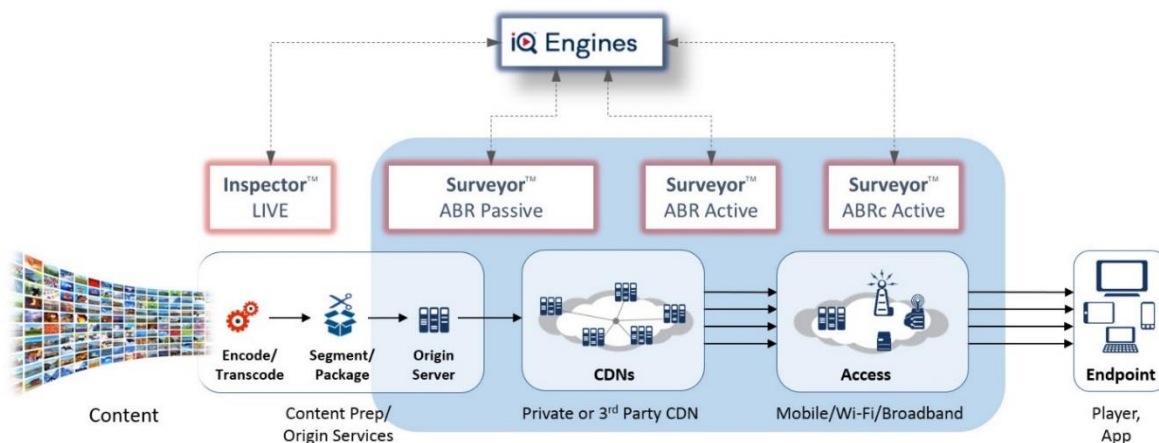 iQ Engines™
Inspector™
LIVE
Surveyor™
ABR Passive
Surveyor™
ABR Active
Surveyor™
ABRc Active
Encode/
Transcode
Segment/
Package
Origin
Server
CDNs
Access
Endpoint
Content
Content Prep/
Origin Services
Private or 3rd Party CDN
Mobile/Wi-Fi/Broadband
Player,
App